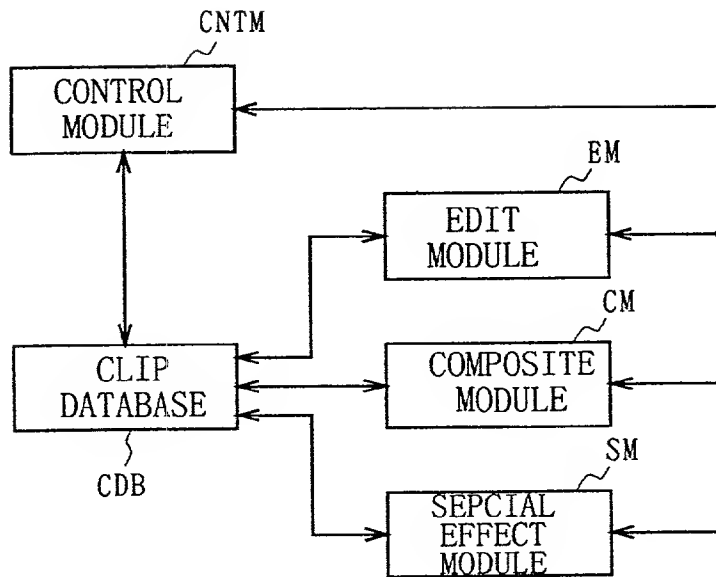 CNTM
CONTROL
MODULE
EM
EDIT
MODULE
CM
CLIP
DATABASE
COMPOSITE
MODULE
CDB
SM
SEPCIAL
EFFECT
MODULE